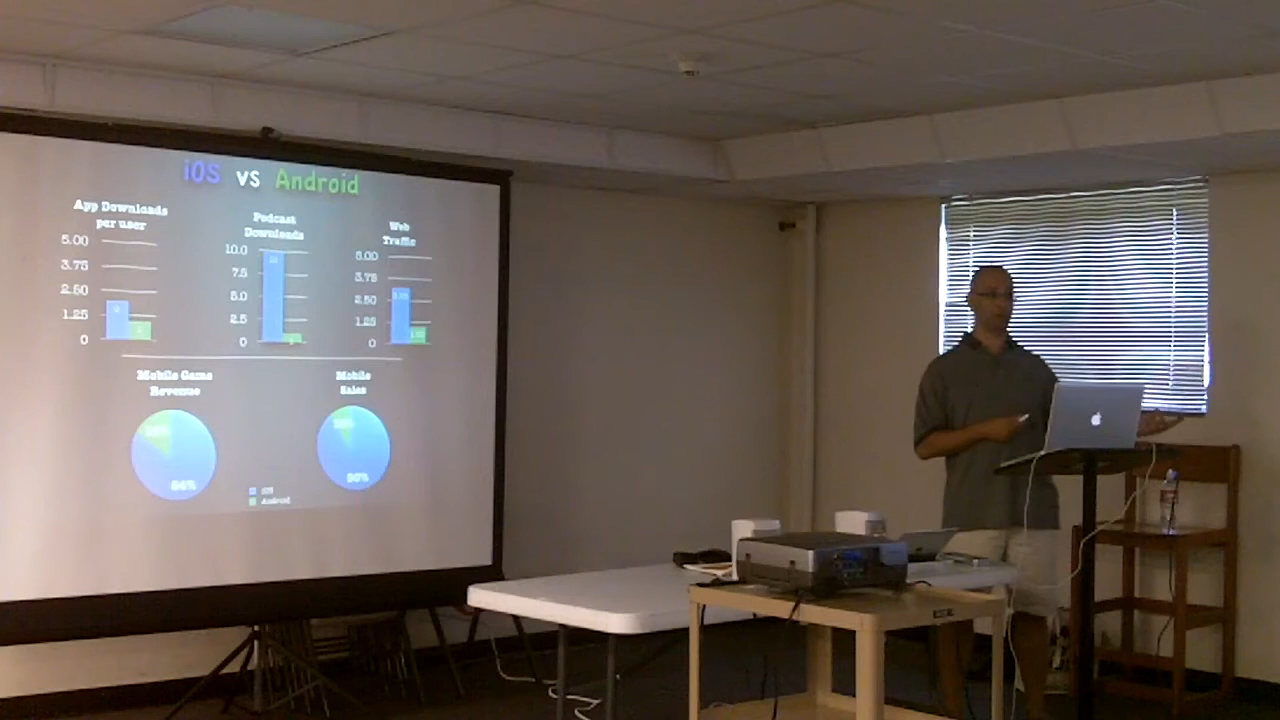 iOS vs Android
App Downloads
per user
5.00
3.75
2.50
1.25
0
Podcast
Downloads
10.0
7.5
5.0
2.5
0
Web
Traffic
5.00
3.75
2.50
1.25
0
Mobile Game
Revenue
84%
Mobile
Sales
90%
iOS
Android